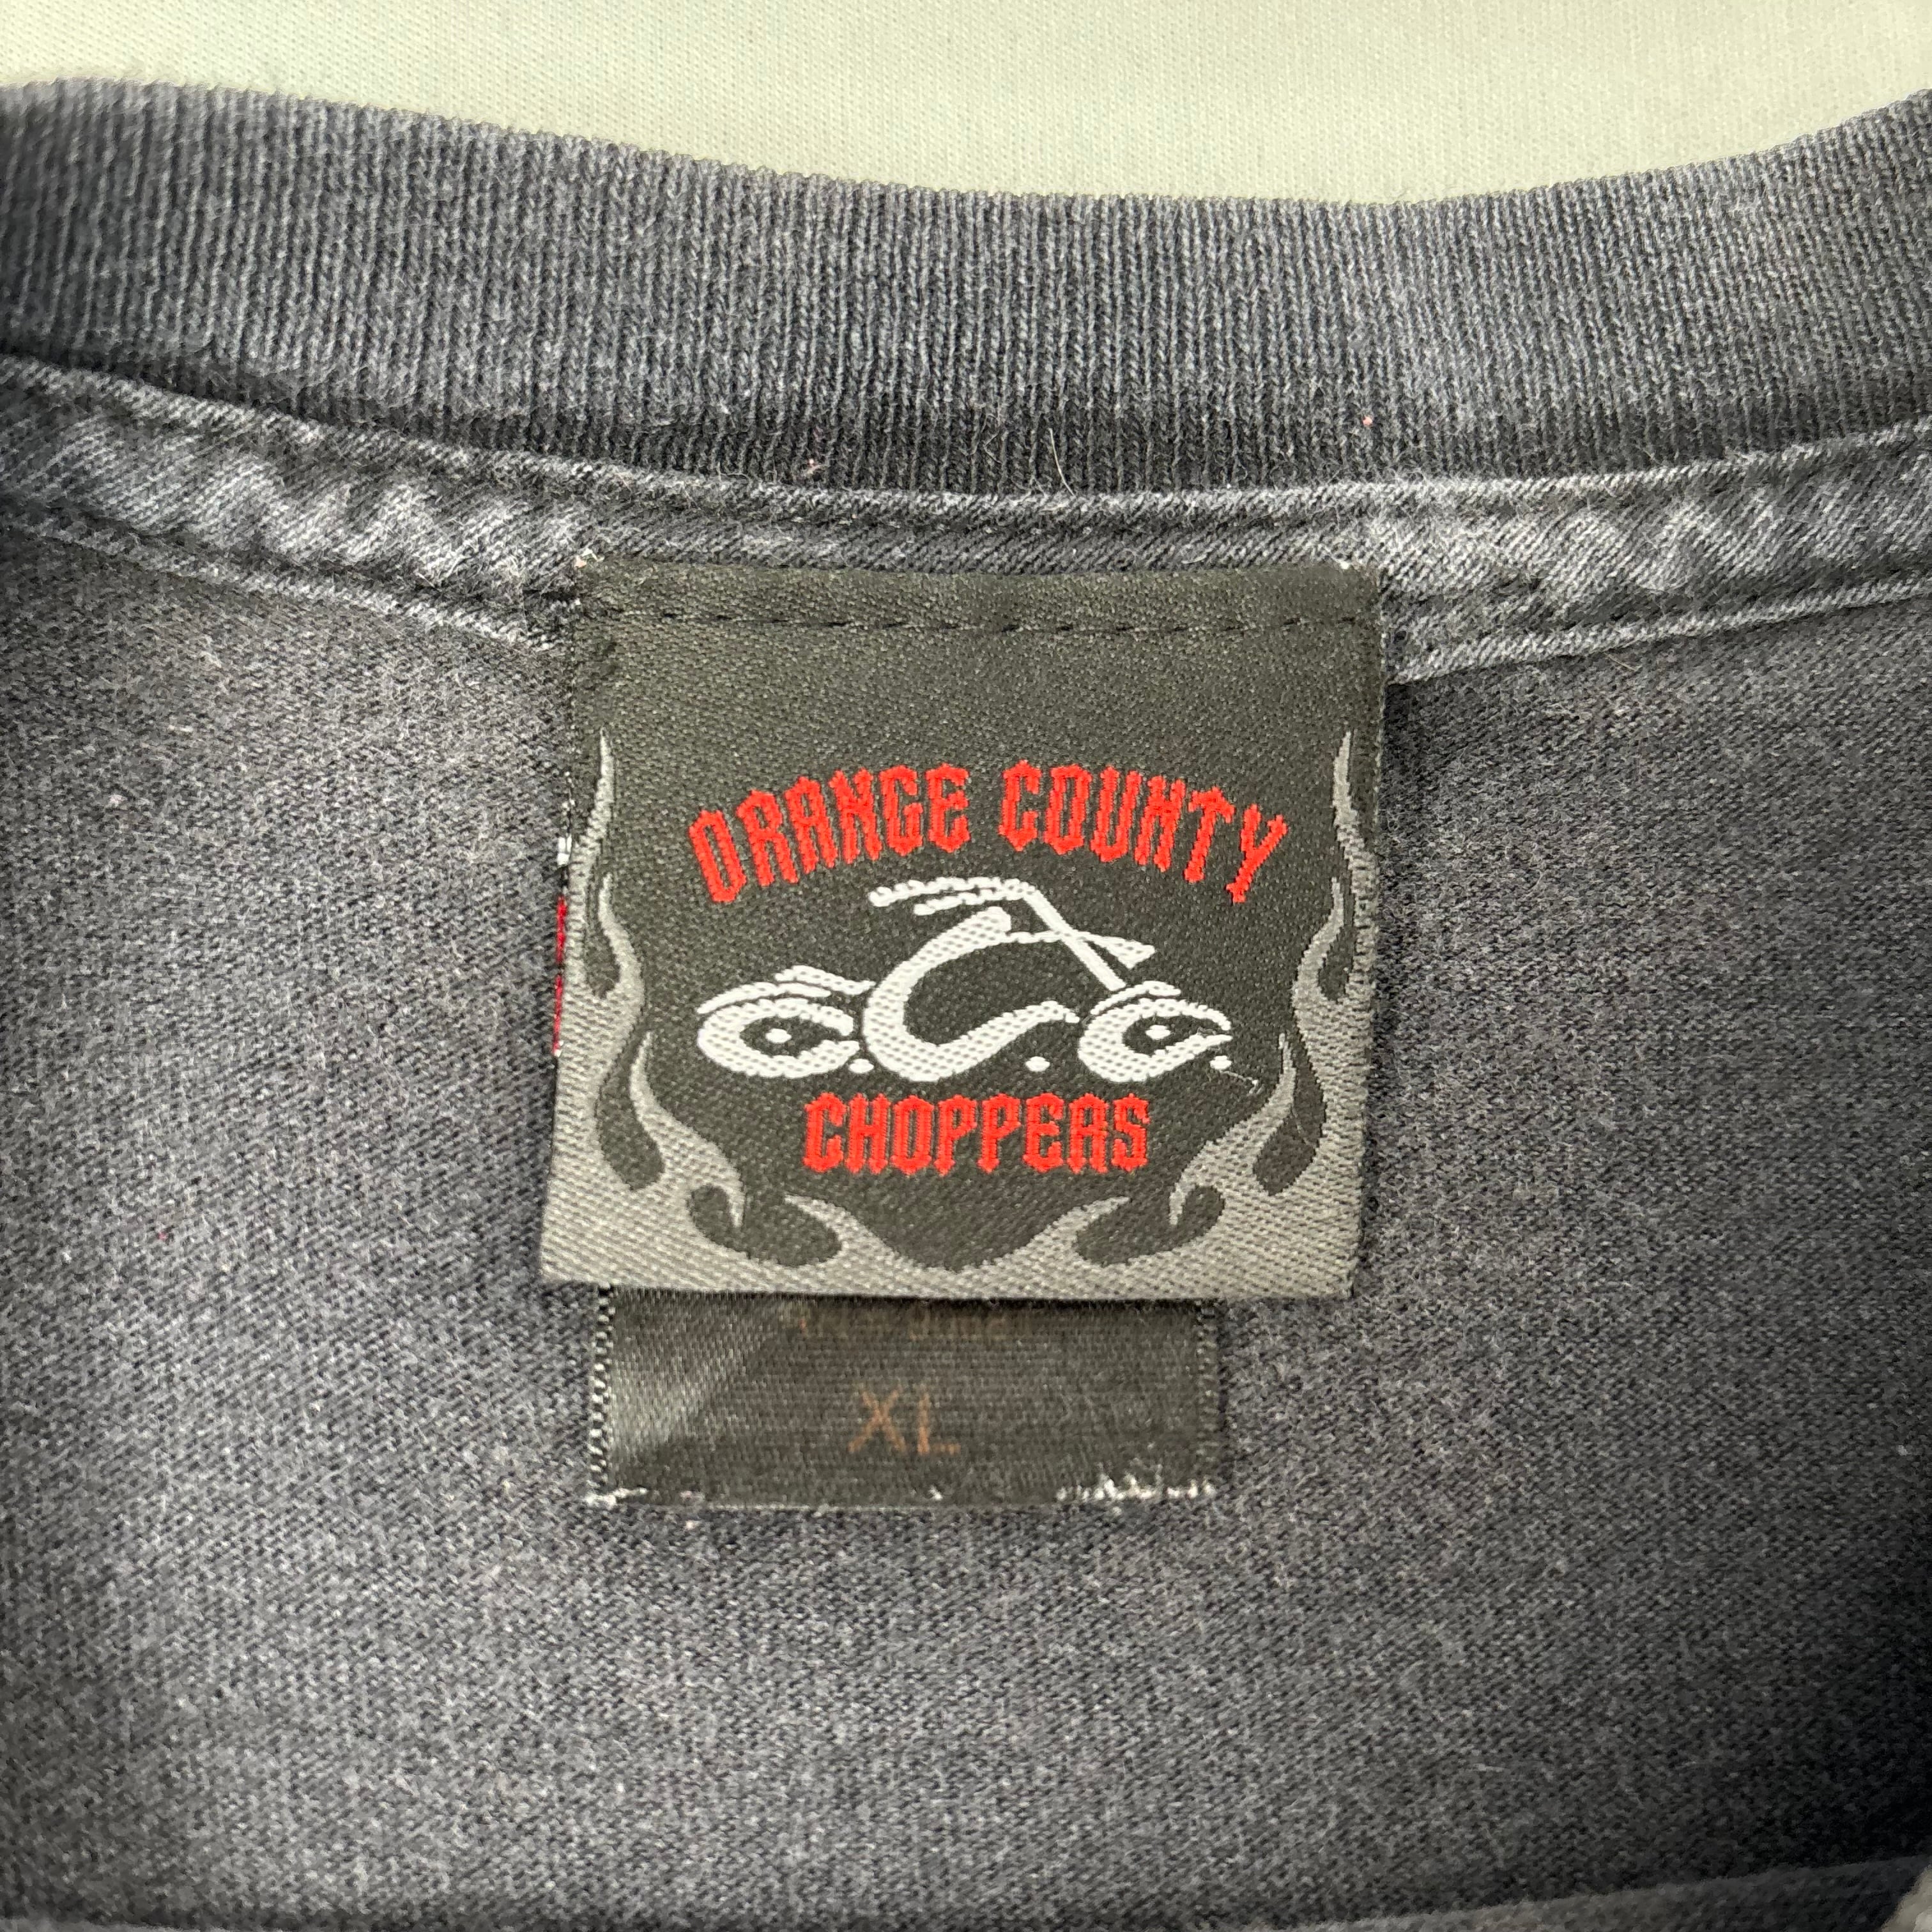 ORANGE COUNTY
O.C.C.
CHOPPERS
XL